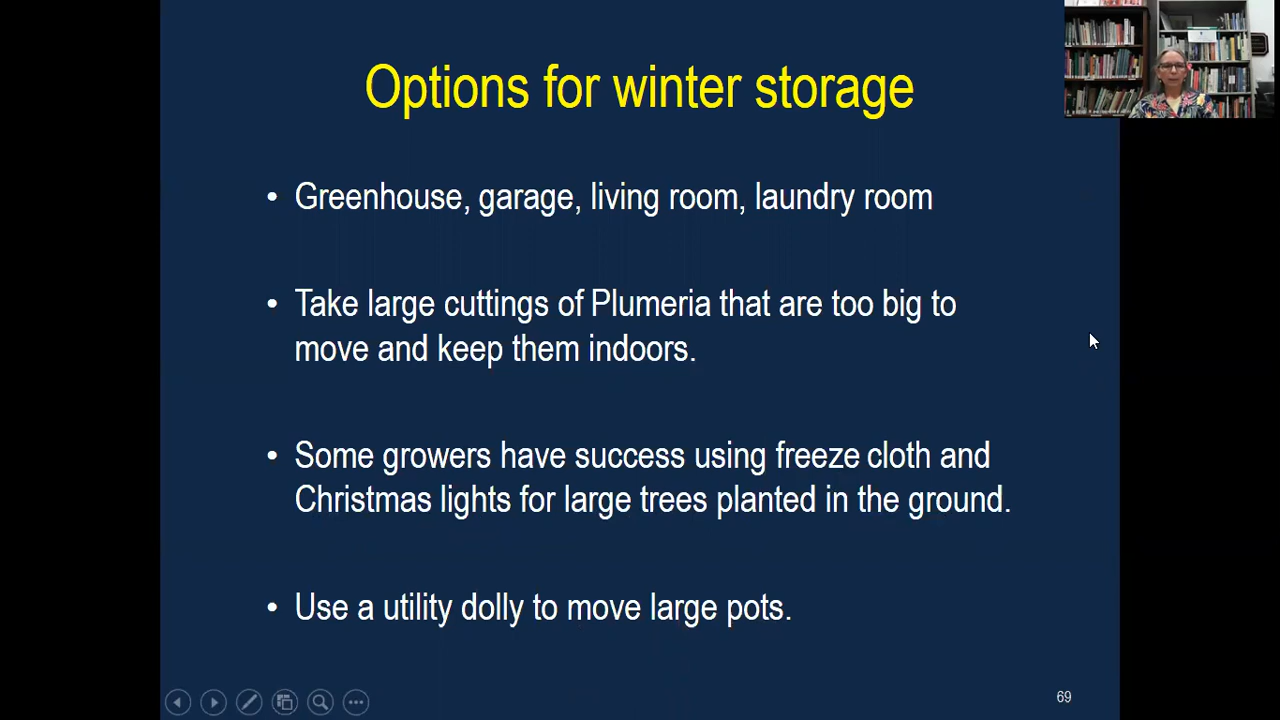 Options for winter storage
• Greenhouse, garage, living room, laundry room
• Take large cuttings of Plumeria that are too big to
move and keep them indoors.
• Some growers have success using freeze cloth and
Christmas lights for large trees planted in the ground.
• Use a utility dolly to move large pots.
69